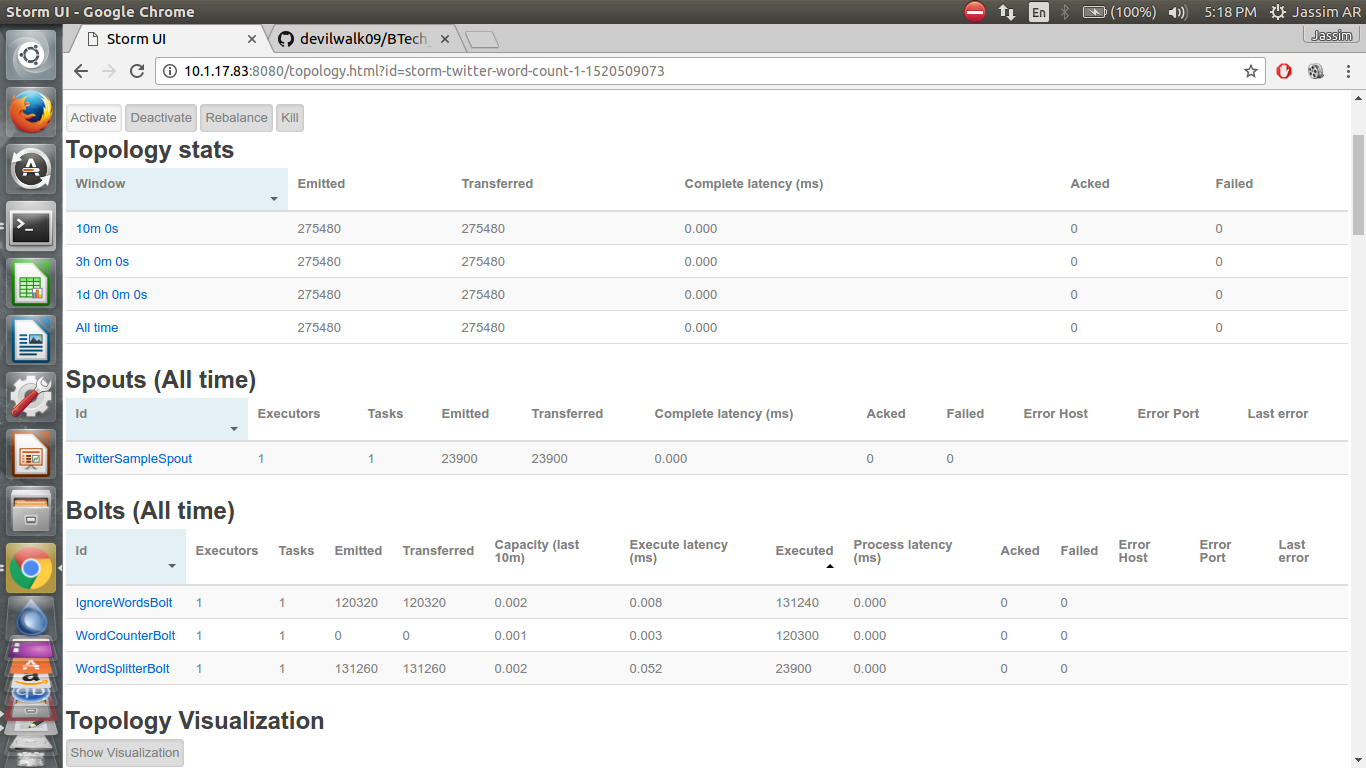 Storm UI - Google Chrome
En
(100%)
5:18 PM
Jassim AR
Storm UI
devilwalk09/BTech
Jassim
10.1.17.83:8080/topology.html?id=storm-twitter-word-count-1-1520509073
Activate Deactivate Rebalance Kill
Topology stats
Window Emitted Transferred Complete latency (ms) Acked Failed
10m 0s 275480 275480 0.000 0 0
3h 0m 0s 275480 275480 0.000 0 0
1d 0h 0m 0s 275480 275480 0.000 0 0
All time 275480 275480 0.000 0 0
Spouts (All time)
Id Executors Tasks Emitted Transferred Complete latency (ms) Acked Failed Error Host Error Port Last error
TwitterSampleSpout 1 1 23900 23900 0.000 0 0
Bolts (All time)
Id Executors Tasks Emitted Transferred Capacity (last 10m) Execute latency (ms) Executed Process latency (ms) Acked Failed Error Host Error Port Last error
IgnoreWordsBolt 1 1 120320 120320 0.002 0.008 131240 0.000 0 0
WordCounterBolt 1 1 0 0 0.001 0.003 120300 0.000 0 0
WordSplitterBolt 1 1 131260 131260 0.002 0.052 23900 0.000 0 0
Topology Visualization
Show Visualization